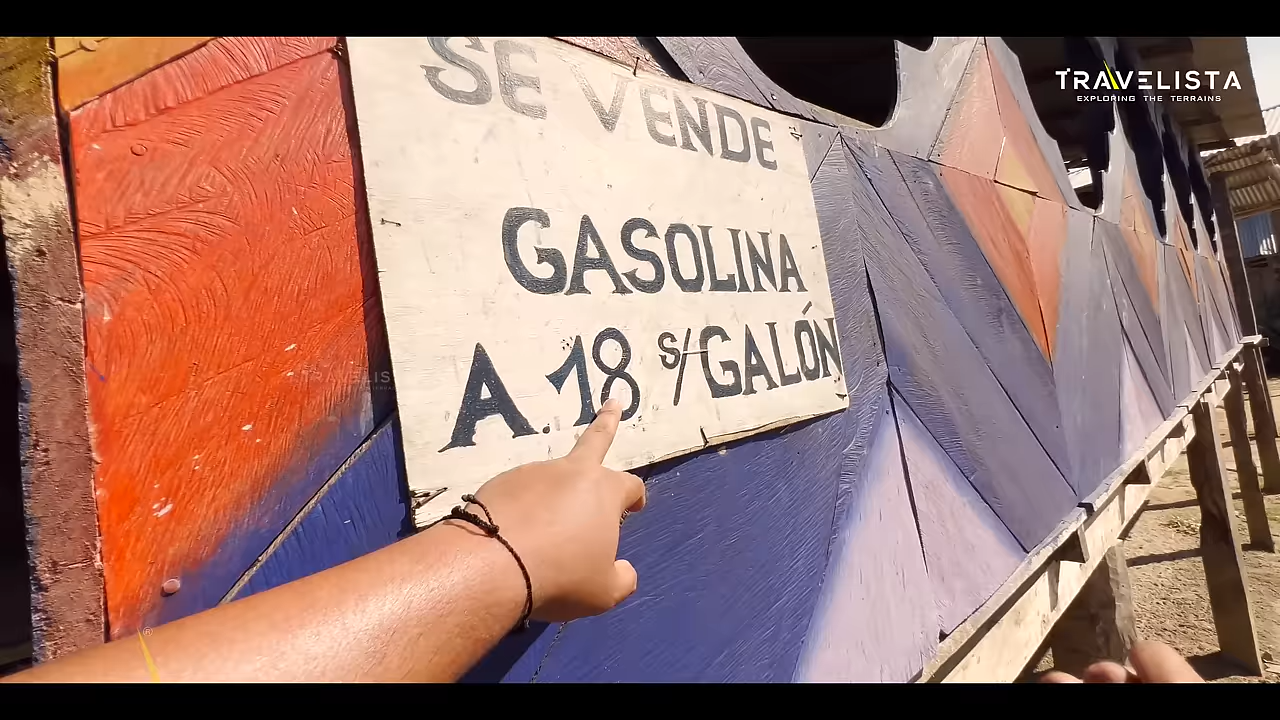 TRAVELISTA
EXPLORING THE TERRAINS
SE VENDE
GASOLINA
A. 18 s/ GALÓN